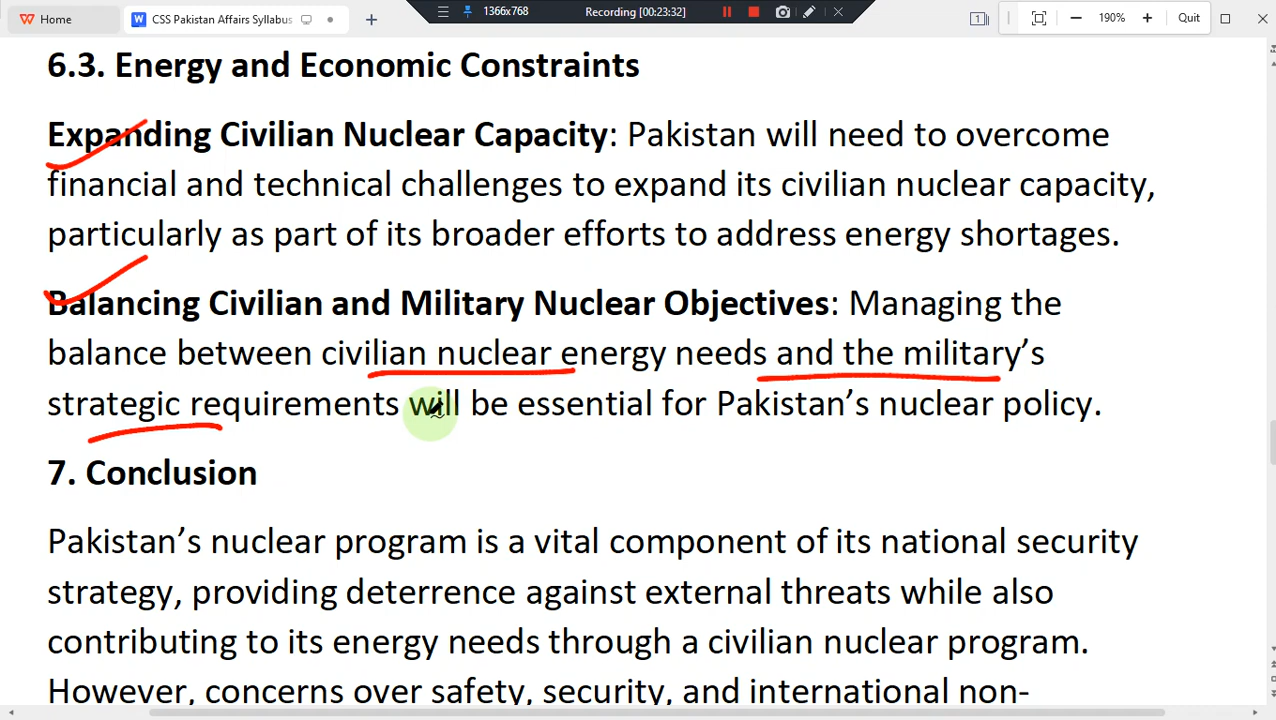 Home
CSS Pakistan Affairs Syllabus
1366x768
Recording [00:23:32]
1
190%
Quit
6.3. Energy and Economic Constraints
Expanding Civilian Nuclear Capacity: Pakistan will need to overcome
financial and technical challenges to expand its civilian nuclear capacity,
particularly as part of its broader efforts to address energy shortages.
Balancing Civilian and Military Nuclear Objectives: Managing the
balance between civilian nuclear energy needs and the military’s
strategic requirements will be essential for Pakistan’s nuclear policy.
7. Conclusion
Pakistan’s nuclear program is a vital component of its national security
strategy, providing deterrence against external threats while also
contributing to its energy needs through a civilian nuclear program.
However, concerns over safety, security, and international non-